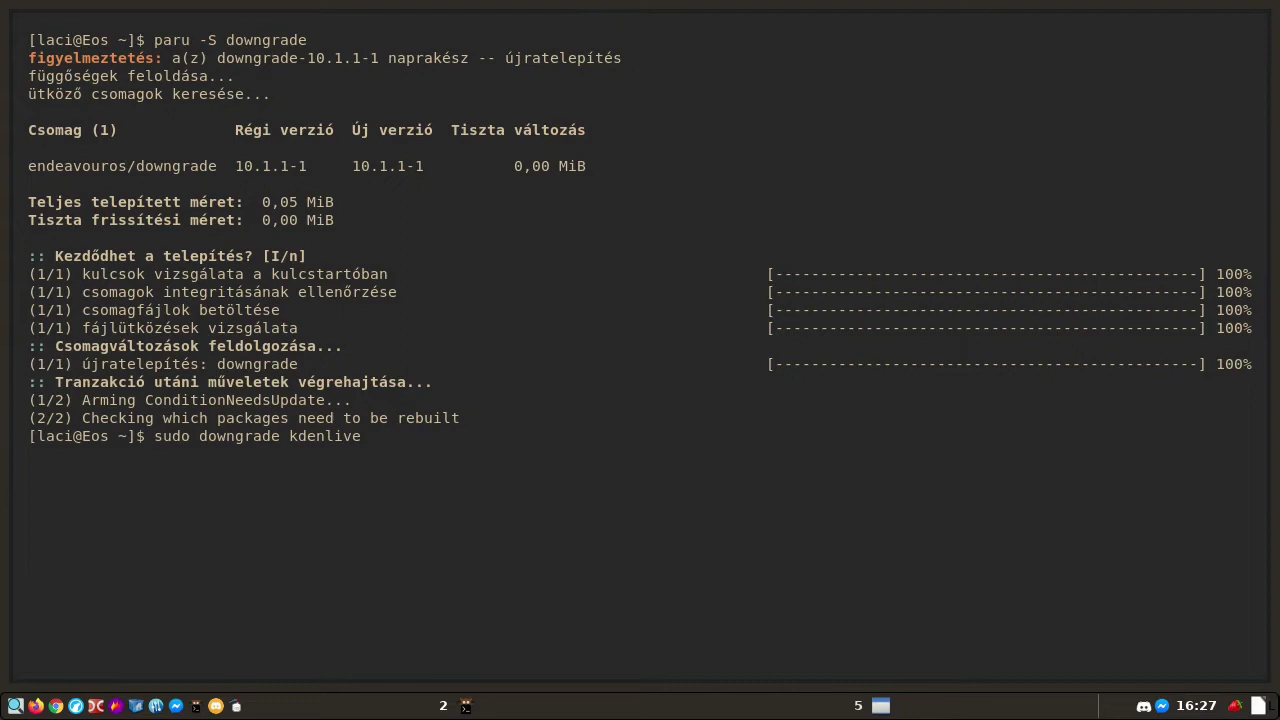 [laci@Eos ~]$ paru -S downgrade
figyelmeztetés: a(z) downgrade-10.1.1-1 naprakész -- újratelepítés
függőségek feloldása...
ütköző csomagok keresése...
Csomag (1) Régi verzió Új verzió Tiszta változás
endeavouros/downgrade 10.1.1-1 10.1.1-1 0,00 MiB
Teljes telepített méret: 0,05 MiB
Tiszta frissítési méret: 0,00 MiB
:: Kezdődhet a telepítés? [I/n]
(1/1) kulcsok vizsgálata a kulcstartóban [-----------------------------------------------] 100%
(1/1) csomagok integritásának ellenőrzése [-----------------------------------------------] 100%
(1/1) csomagfájlok betöltése [-----------------------------------------------] 100%
(1/1) fájlütközések vizsgálata [-----------------------------------------------] 100%
:: Csomagváltozások feldolgozása...
(1/1) újratelepítés: downgrade [-----------------------------------------------] 100%
:: Tranzakció utáni műveletek végrehajtása...
(1/2) Arming ConditionNeedsUpdate...
(2/2) Checking which packages need to be rebuilt
[laci@Eos ~]$ sudo downgrade kdenlive
2 5 16:27